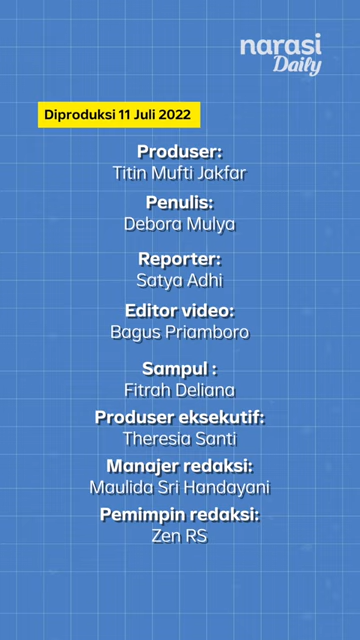 narasi
Daily
Diproduksi 11 Juli 2022
Produser:
Titin Mufti Jakfar
Penulis:
Debora Mulya
Reporter:
Satya Adhi
Editor video:
Bagus Priamboro
Sampul :
Fitrah Deliana
Produser eksekutif:
Theresia Santi
Manajer redaksi:
Maulida Sri Handayani
Pemimpin redaksi:
Zen RS